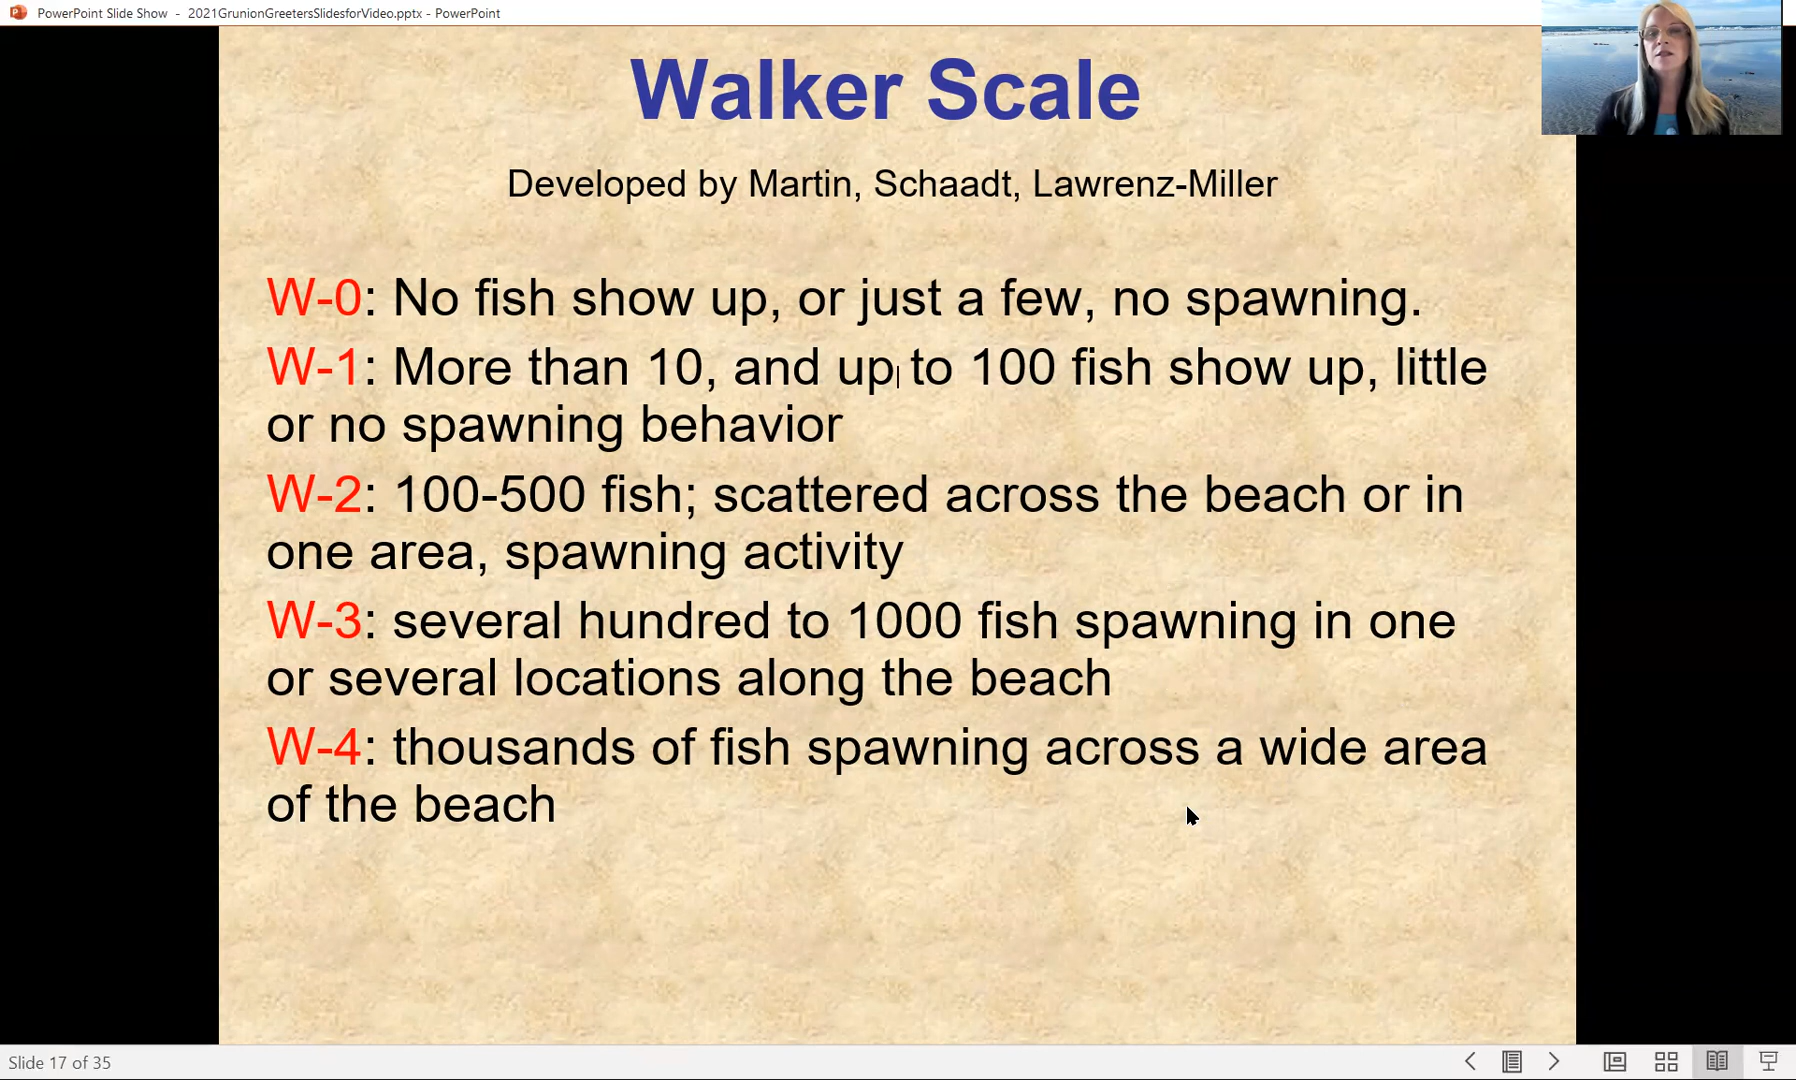 PowerPoint Slide Show - 2021GrunionGreetersSlidesforVideo.pptx - PowerPoint
Walker Scale
Developed by Martin, Schaadt, Lawrenz-Miller
W-0: No fish show up, or just a few, no spawning.
W-1: More than 10, and up to 100 fish show up, little
or no spawning behavior
W-2: 100-500 fish; scattered across the beach or in
one area, spawning activity
W-3: several hundred to 1000 fish spawning in one
or several locations along the beach
W-4: thousands of fish spawning across a wide area
of the beach
Slide 17 of 35